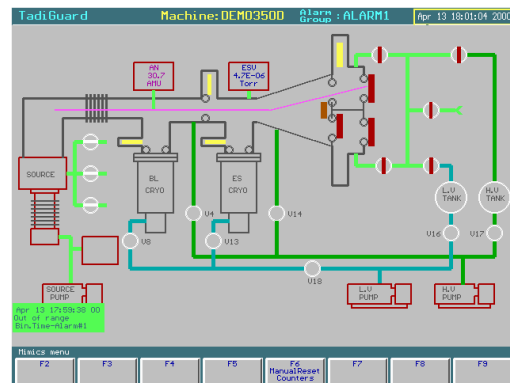 TadiGuard
Machine:DEMO350D
Alarm Group :ALARM1
Apr 13 18:01:04 2000
AN
30.7
AMU
ESV
4.7E-06
Torr
SOURCE
BL
CRYO
ES
CRYO
L.V
TANK
H.V
TANK
V4
V14
V8
V13
V16
V17
V18
SOURCE
PUMP
L.V
PUMP
H.V
PUMP
Apr 13 17:59:38 00
Out of range
Bin.Time-Alarm#1
Mimics menu
F2
F3
F4
F5
F6
ManualReset
Counters
F7
F8
F9